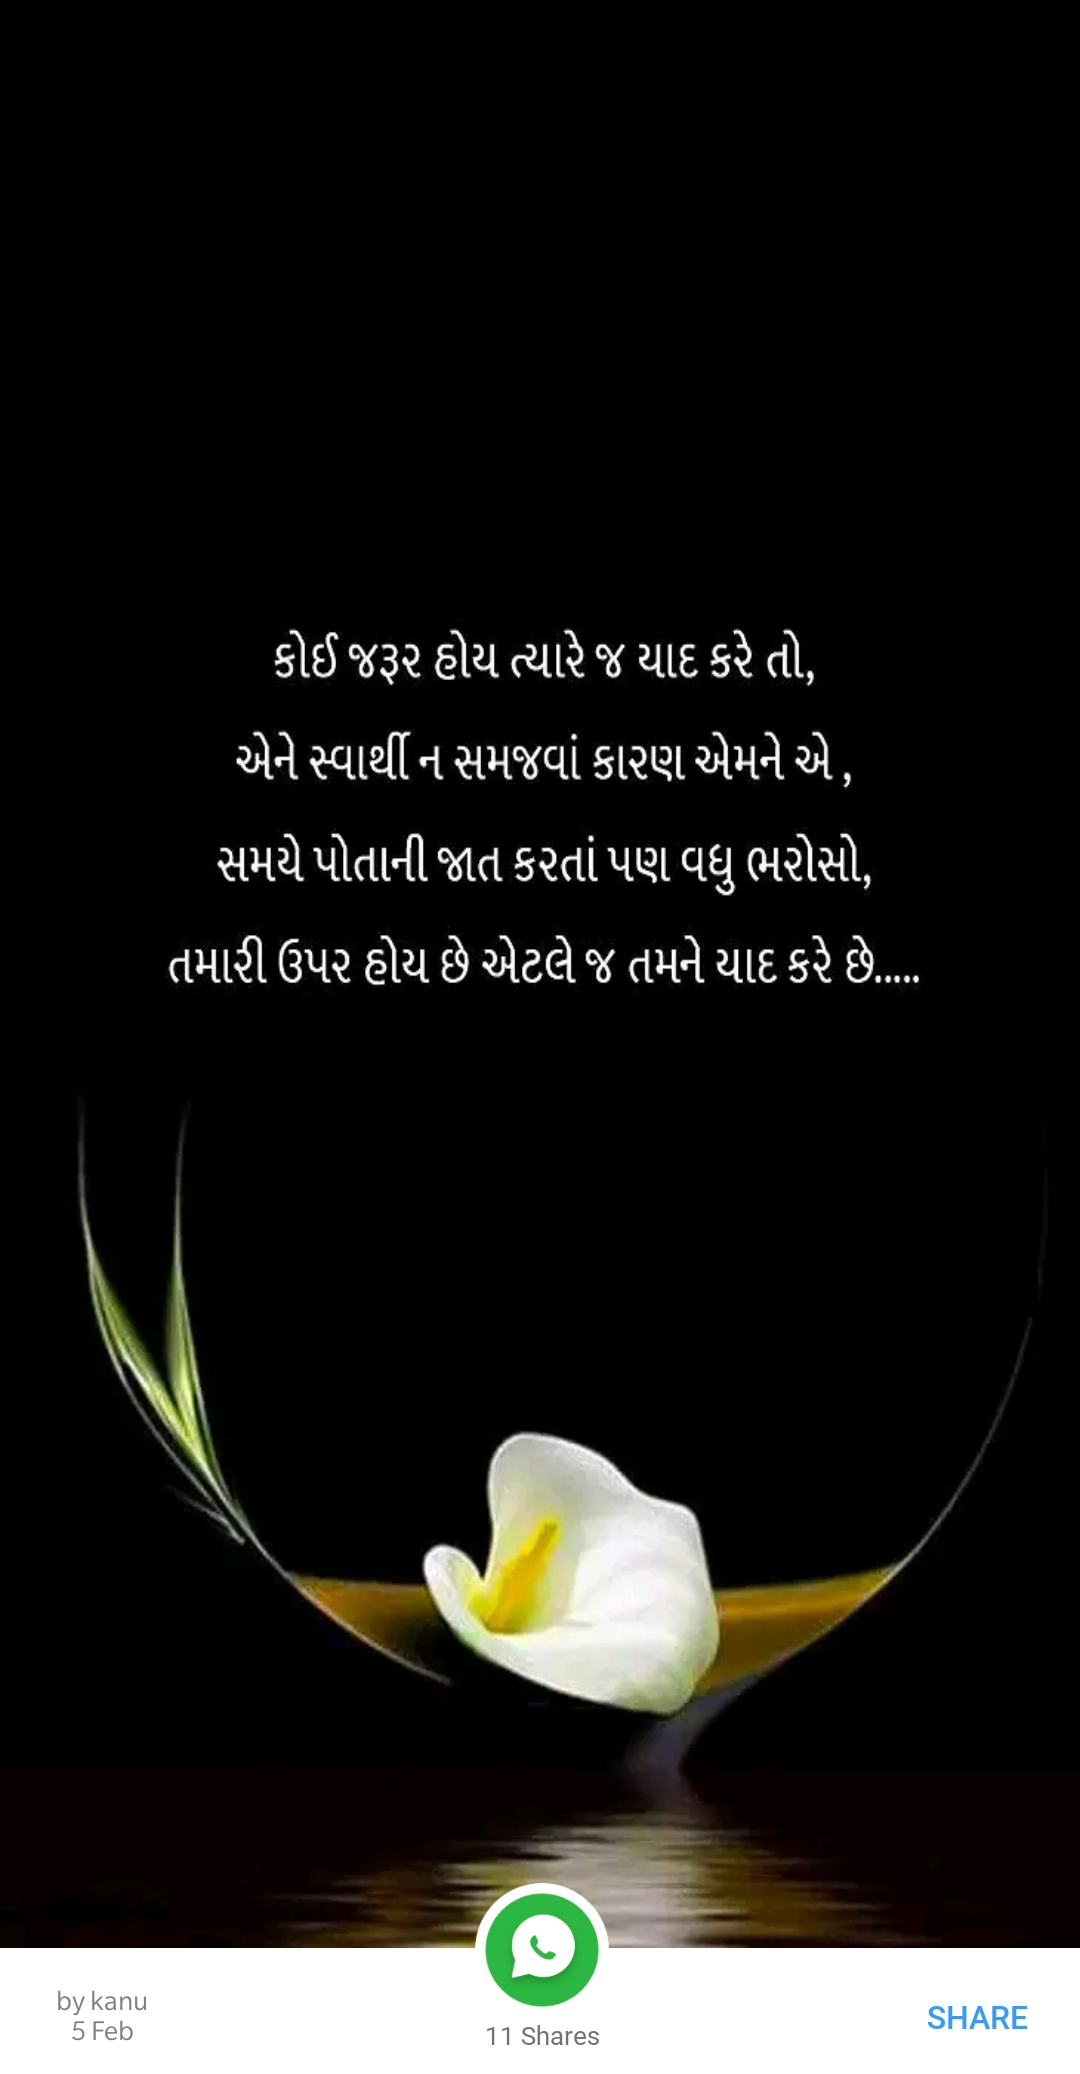 કોઈ જરૂર હોય ત્યારે જ યાદ કરે તો,
એને સ્વાર્થી ન સમજવાં કારણ એમને એ ,
સમયે પોતાની જાત કરતાં પણ વધુ ભરોસો,
તમારી ઉપર હોય છે એટલે જ તમને યાદ કરે છે.....
by kanu
5 Feb
11 Shares
SHARE